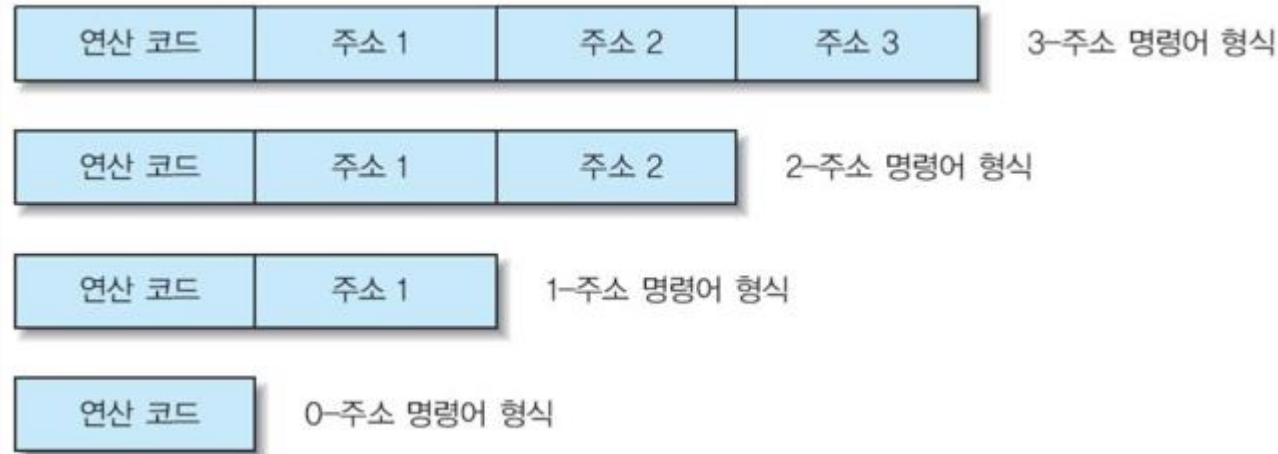 연산 코드 주소 1 주소 2 주소 3 3-주소 명령어 형식
연산 코드 주소 1 주소 2 2-주소 명령어 형식
연산 코드 주소 1 1-주소 명령어 형식
연산 코드 0-주소 명령어 형식